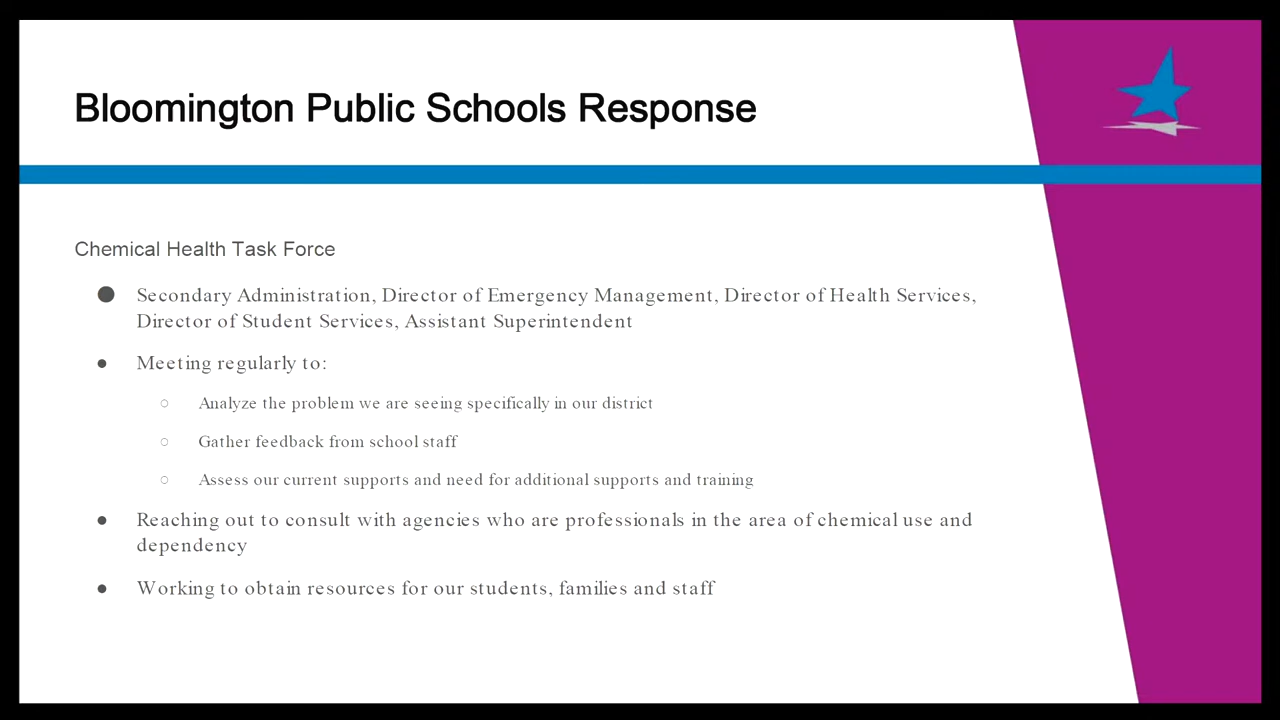 Bloomington Public Schools Response
Chemical Health Task Force
● Secondary Administration, Director of Emergency Management, Director of Health Services,
Director of Student Services, Assistant Superintendent
● Meeting regularly to:
○ Analyze the problem we are seeing specifically in our district
○ Gather feedback from school staff
○ Assess our current supports and need for additional supports and training
● Reaching out to consult with agencies who are professionals in the area of chemical use and
dependency
● Working to obtain resources for our students, families and staff